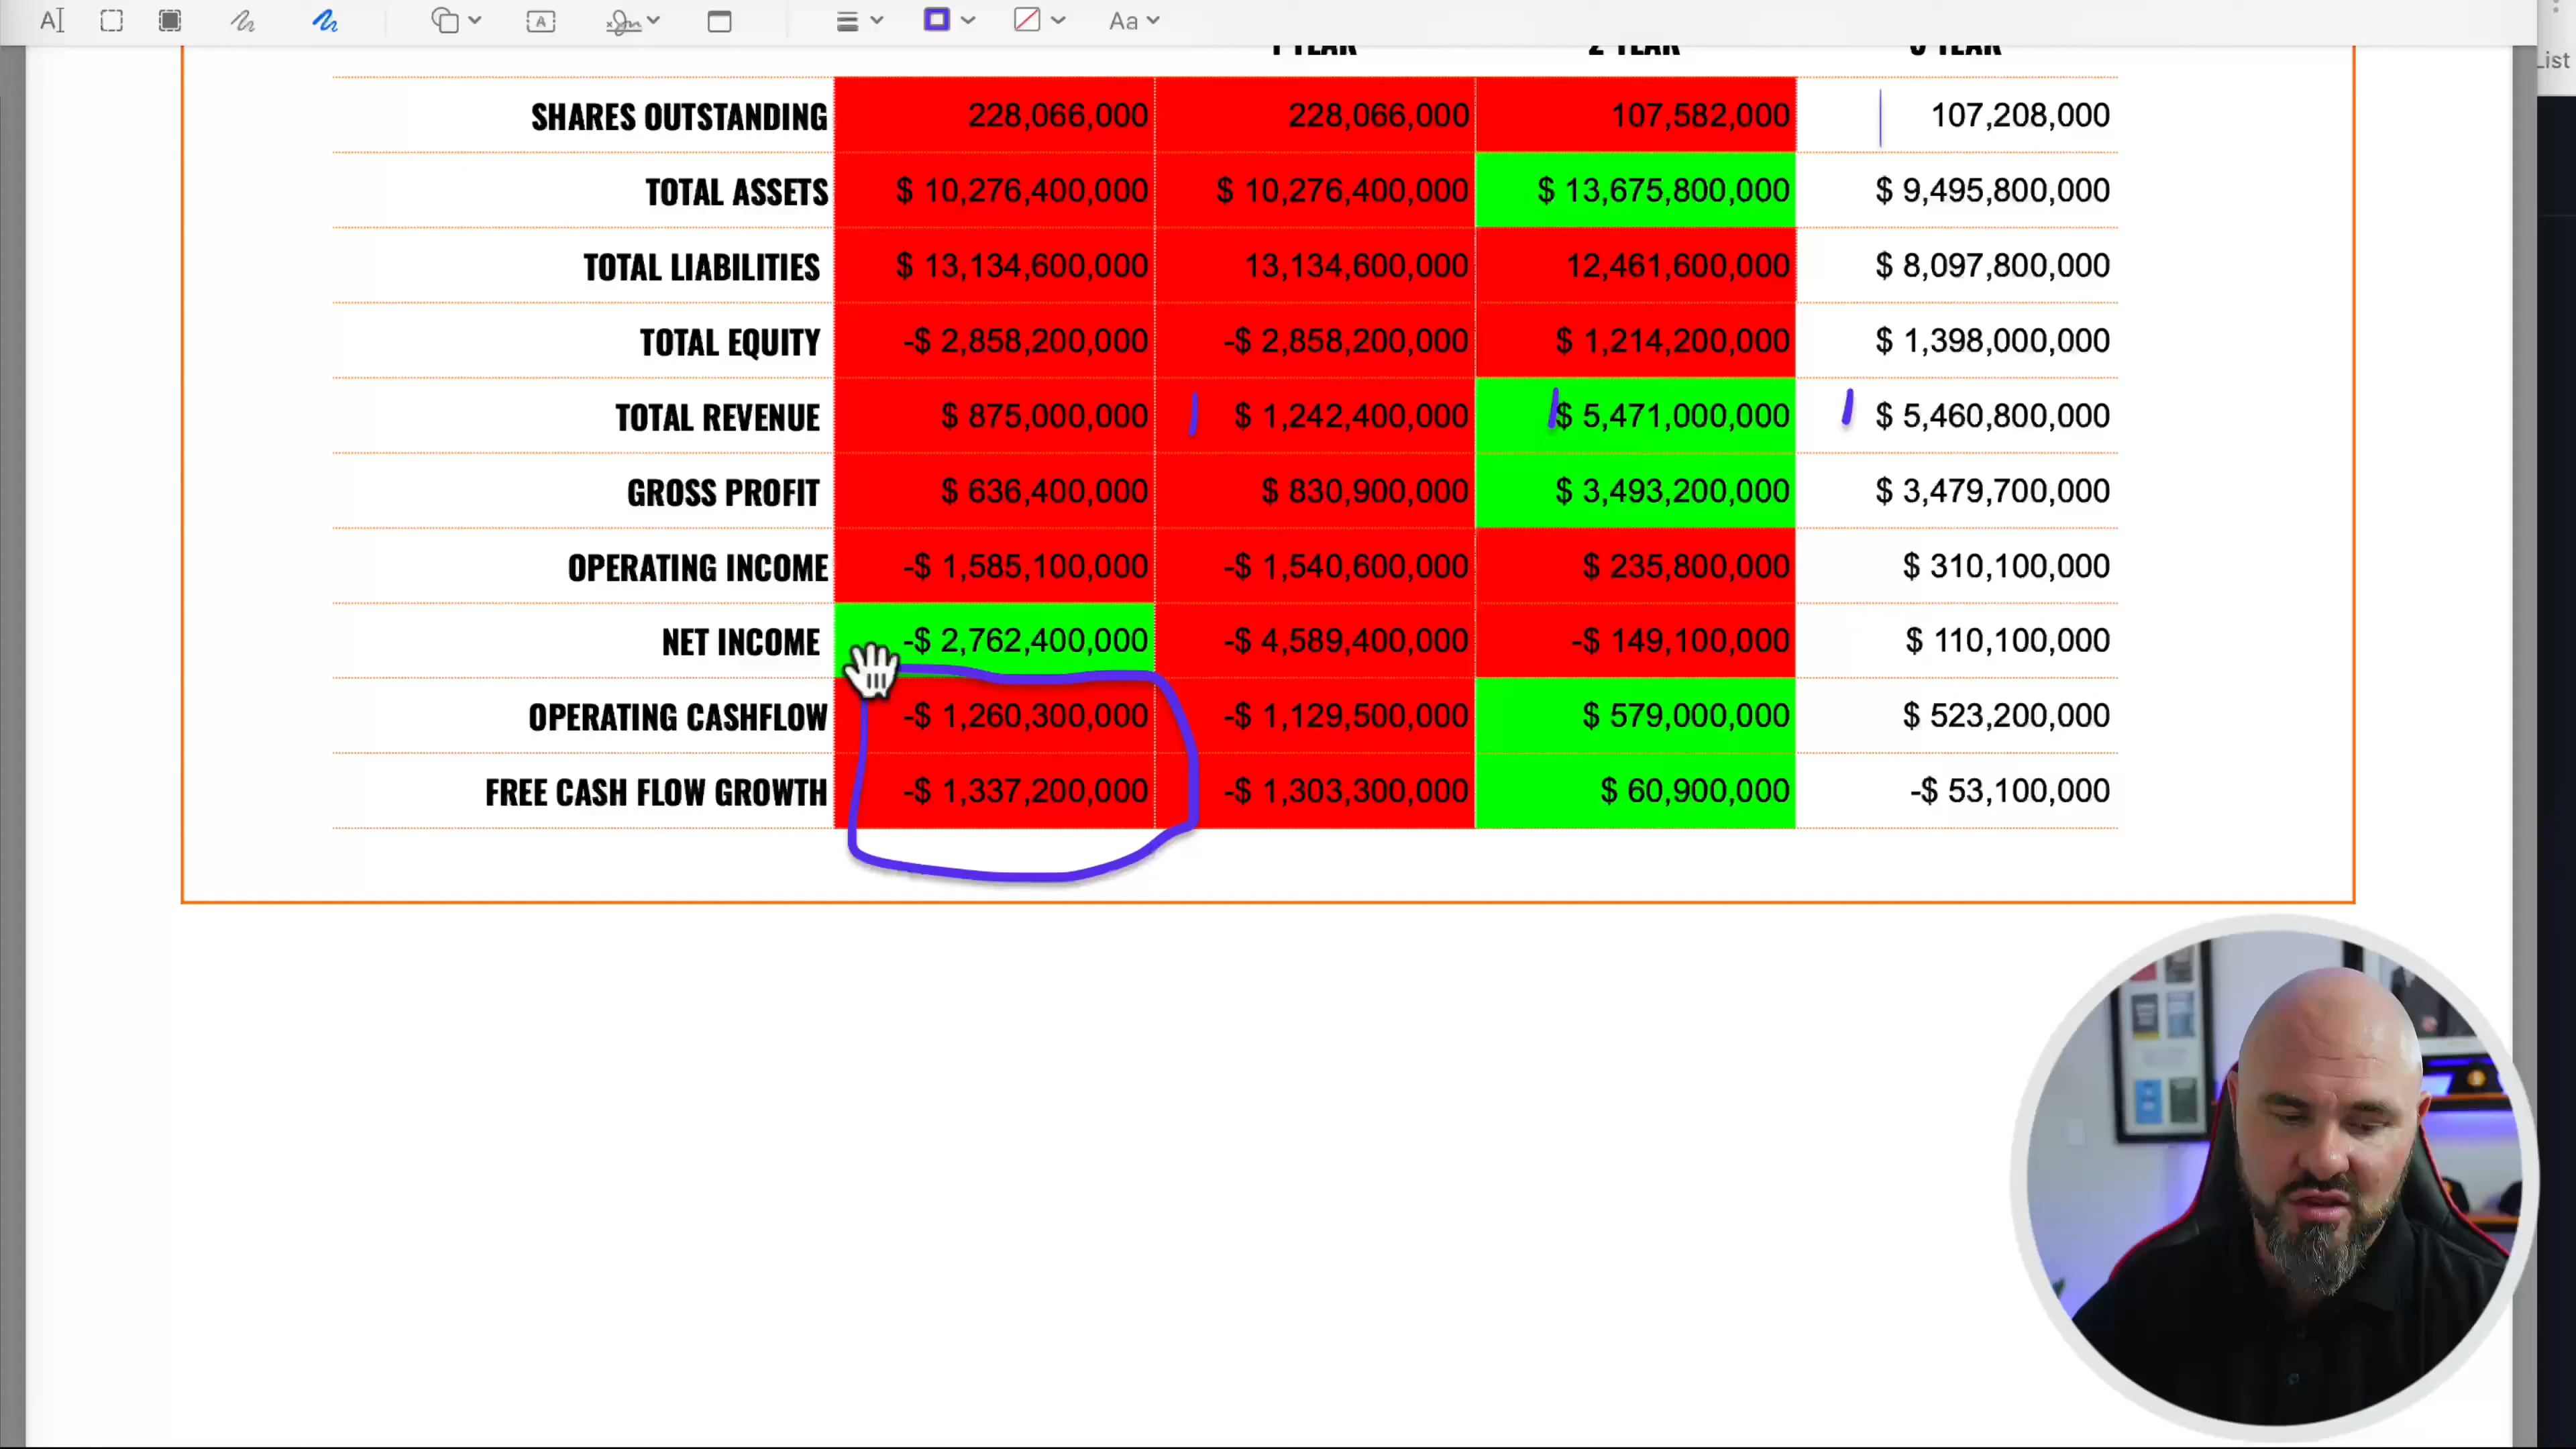 A
A
Aa
List
1 YEAR 2 YEAR 3 YEAR
SHARES OUTSTANDING 228,066,000 228,066,000 107,582,000 107,208,000
TOTAL ASSETS $ 10,276,400,000 $ 10,276,400,000 $ 13,675,800,000 $ 9,495,800,000
TOTAL LIABILITIES $ 13,134,600,000 13,134,600,000 12,461,600,000 $ 8,097,800,000
TOTAL EQUITY -$ 2,858,200,000 -$ 2,858,200,000 $ 1,214,200,000 $ 1,398,000,000
TOTAL REVENUE $ 875,000,000 $ 1,242,400,000 $ 5,471,000,000 $ 5,460,800,000
GROSS PROFIT $ 636,400,000 $ 830,900,000 $ 3,493,200,000 $ 3,479,700,000
OPERATING INCOME -$ 1,585,100,000 -$ 1,540,600,000 $ 235,800,000 $ 310,100,000
NET INCOME -$ 2,762,400,000 -$ 4,589,400,000 -$ 149,100,000 $ 110,100,000
OPERATING CASHFLOW -$ 1,260,300,000 -$ 1,129,500,000 $ 579,000,000 $ 523,200,000
FREE CASH FLOW GROWTH -$ 1,337,200,000 -$ 1,303,300,000 $ 60,900,000 -$ 53,100,000